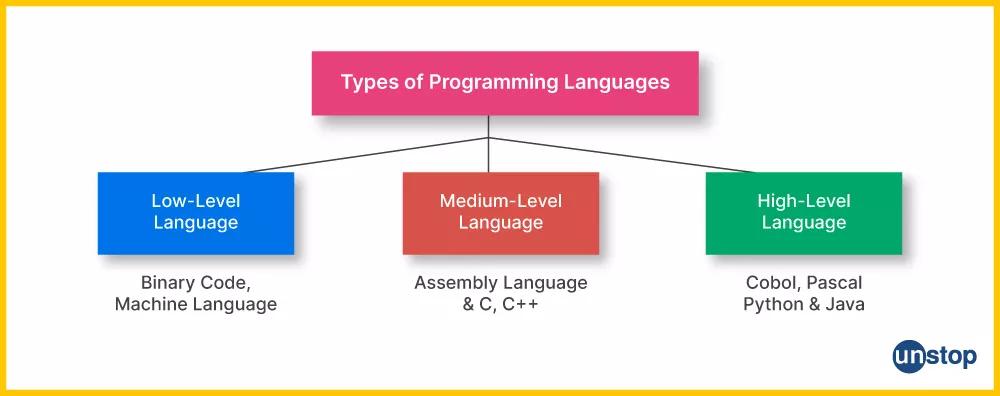 Types of Programming Languages
Low-Level
Language
Medium-Level
Language
High-Level
Language
Binary Code,
Machine Language
Assembly Language
& C, C++
Cobol, Pascal
Python & Java
unstop